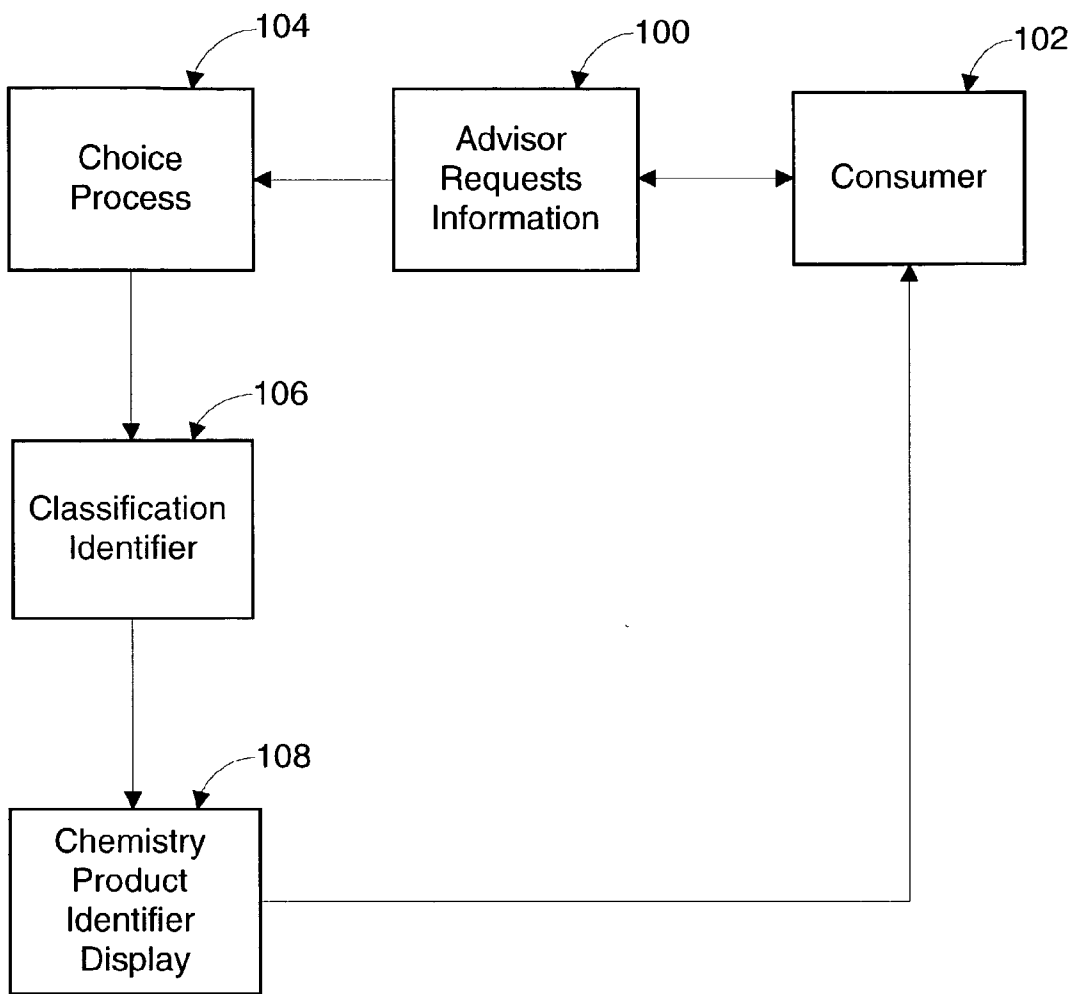 104
100
102
Choice
Process
Advisor
Requests
Information
Consumer
106
Classification
Identifier
108
Chemistry
Product
Identifier
Display